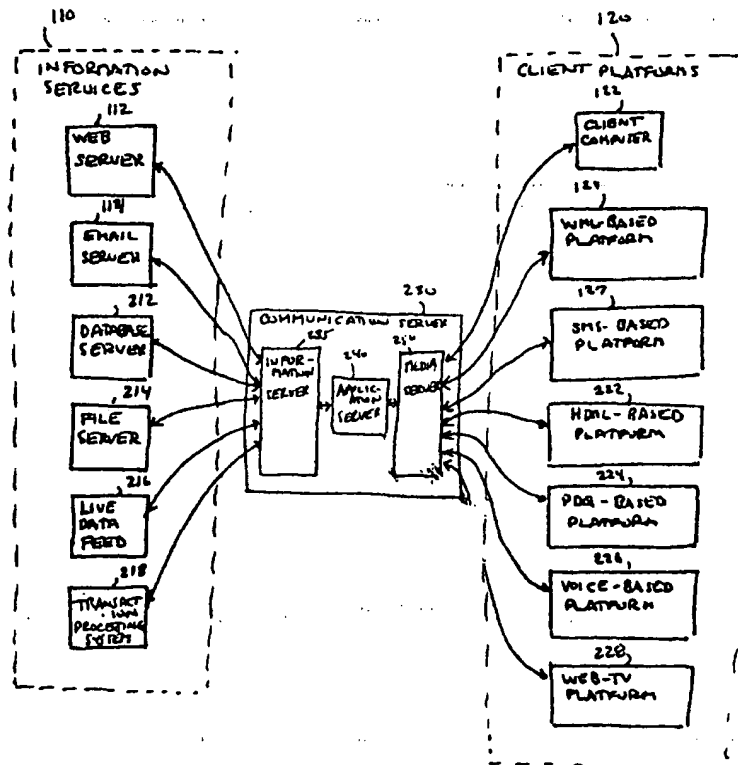 110
INFORMATION
SERVICES
112
WEB
SERVER
114
EMAIL
SERVER
212
DATABASE
SERVER
214
FILE
SERVER
216
LIVE
DATA
FEED
218
TRANSACT
-ION
PROCESSING
SYSTEM
230
COMMUNICATION SERVER
235
INFOR-
MATION
SERVER
240
APPLIC-
ATION
SERVER
250
MEDIA
SERVER
120
CLIENT PLATFORMS
122
CLIENT
COMPUTER
WML-BASED
PLATFORM
127
SMS-BASED
PLATFORM
222
HDML-BASED
PLATFORM
224
PDQ-BASED
PLATFORM
226
VOICE-BASED
PLATFORM
228
WEB-TV
PLATFORM